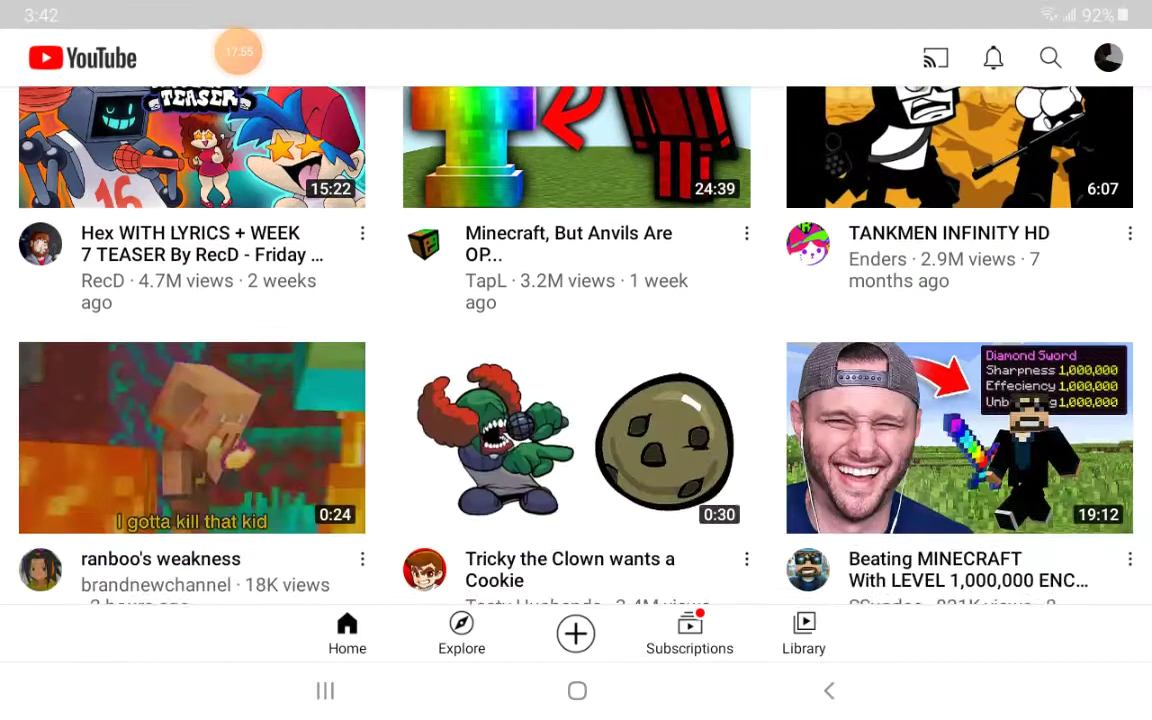 3:42
92%
YouTube
17:55
TEASER
16
15:22
24:39
6:07
Hex WITH LYRICS + WEEK
7 TEASER By RecD - Friday ...
RecD · 4.7M views · 2 weeks
ago
Minecraft, But Anvils Are
OP...
TapL · 3.2M views · 1 week
ago
TANKMEN INFINITY HD
Enders · 2.9M views · 7
months ago
I gotta kill that kid
0:24
0:30
Diamond Sword
Sharpness 1,000,000
Effeciency 1,000,000
Unb g 1,000,000
19:12
ranboo's weakness
brandnewchannel · 18K views
Tricky the Clown wants a
Cookie
Beating MINECRAFT
With LEVEL 1,000,000 ENC...
Home
Explore
Subscriptions
Library